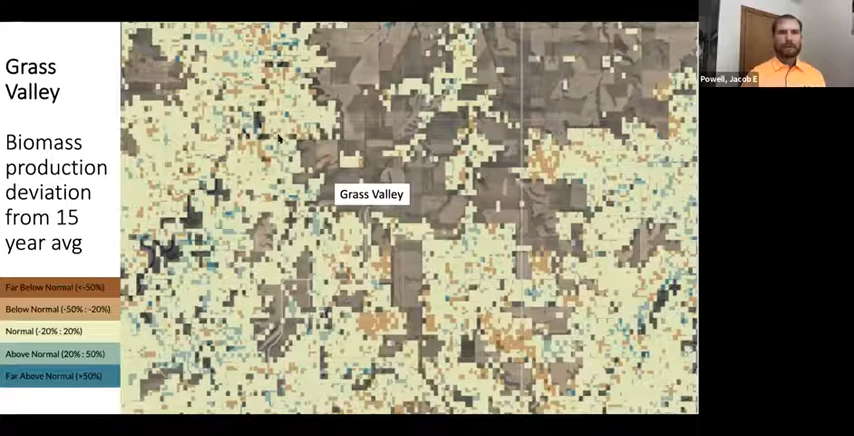 Grass
Valley
Biomass
production
deviation
from 15
year avg
Far Below Normal (<-50%)
Below Normal (-50% : -20%)
Normal (-20% : 20%)
Above Normal (20% : 50%)
Far Above Normal (>50%)
Grass Valley
Powell, Jacob E